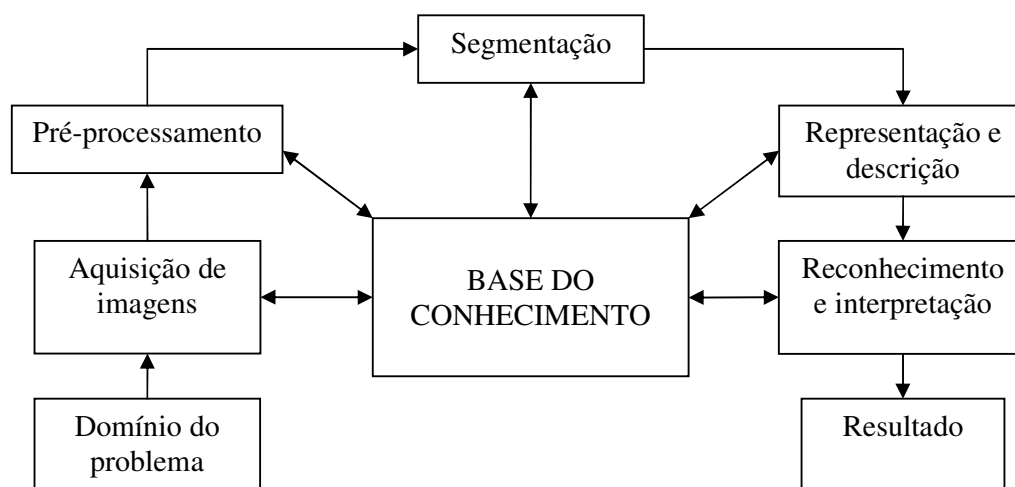 Segmentação
Pré-processamento
Representação e
descrição
Aquisição de
imagens
BASE DO
CONHECIMENTO
Reconhecimento
e interpretação
Domínio do
problema
Resultado